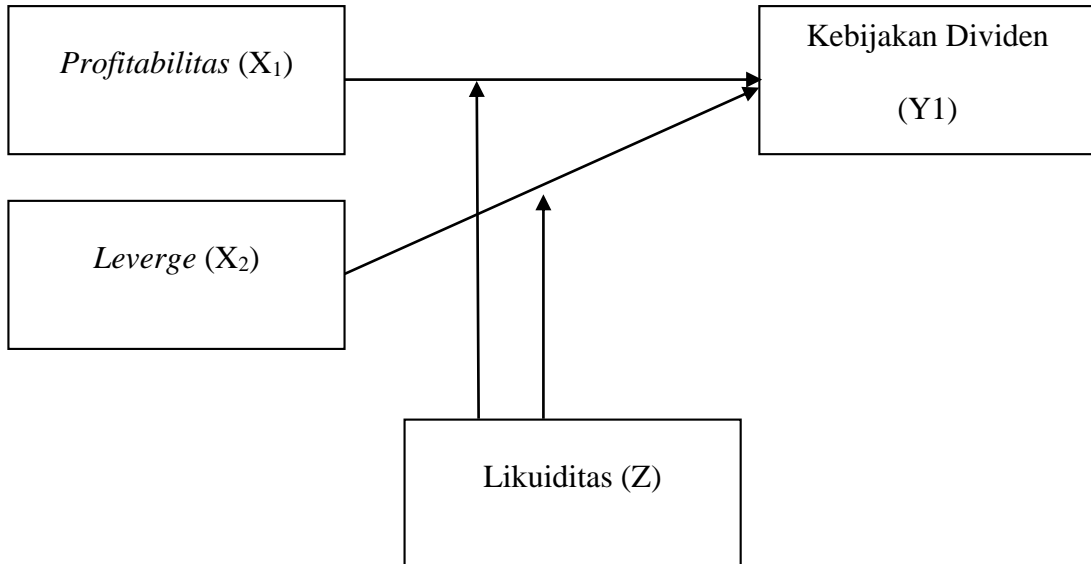 Profitabilitas (X₁)
Kebijakan Dividen
(Y1)
Leverge (X₂)
Likuiditas (Z)